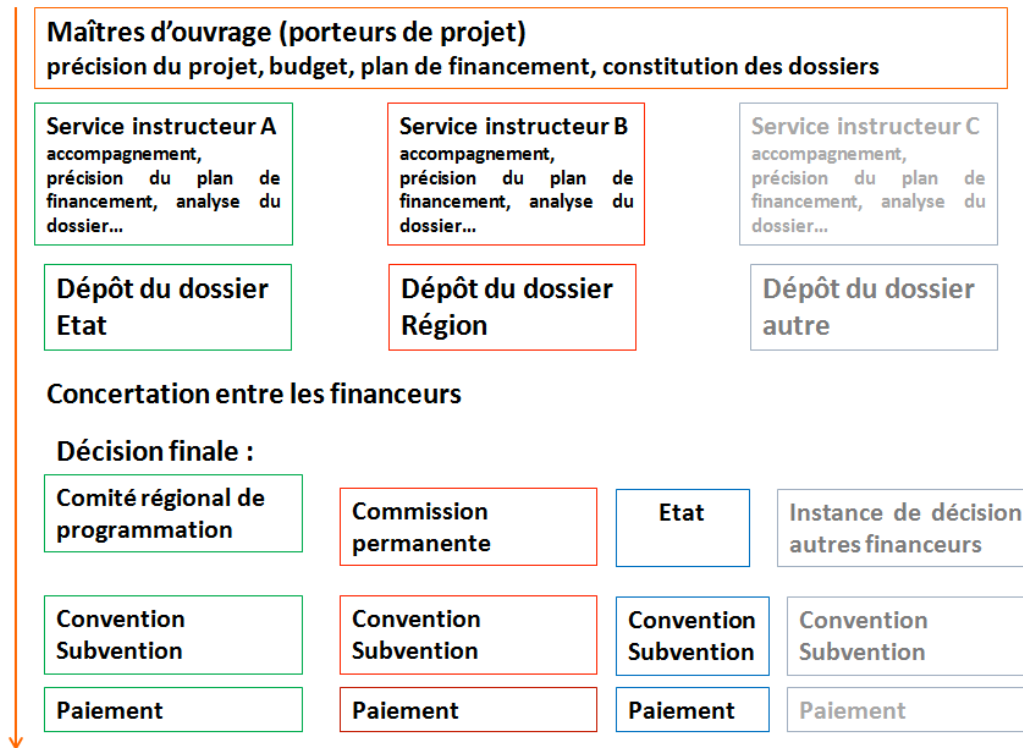 Maîtres d'ouvrage (porteurs de projet)
précision du projet, budget, plan de financement, constitution des dossiers
Service instructeur A
accompagnement,
précision du plan de
financement, analyse du
dossier...
Service instructeur B
accompagnement,
précision du plan de
financement, analyse du
dossier...
Service instructeur C
accompagnement,
précision du plan de
financement, analyse du
dossier...
Dépôt du dossier
Etat
Dépôt du dossier
Région
Dépôt du dossier
autre
Concertation entre les financeurs
Décision finale :
Comité régional de
programmation
Commission
permanente
Etat
Instance de décision
autres financeurs
Convention
Subvention
Convention
Subvention
Convention
Subvention
Convention
Subvention
Paiement
Paiement
Paiement
Paiement